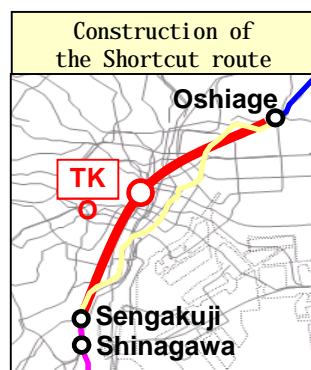 Construction of
the Shortcut route
Oshiage
TK
Sengakuji
Shinagawa